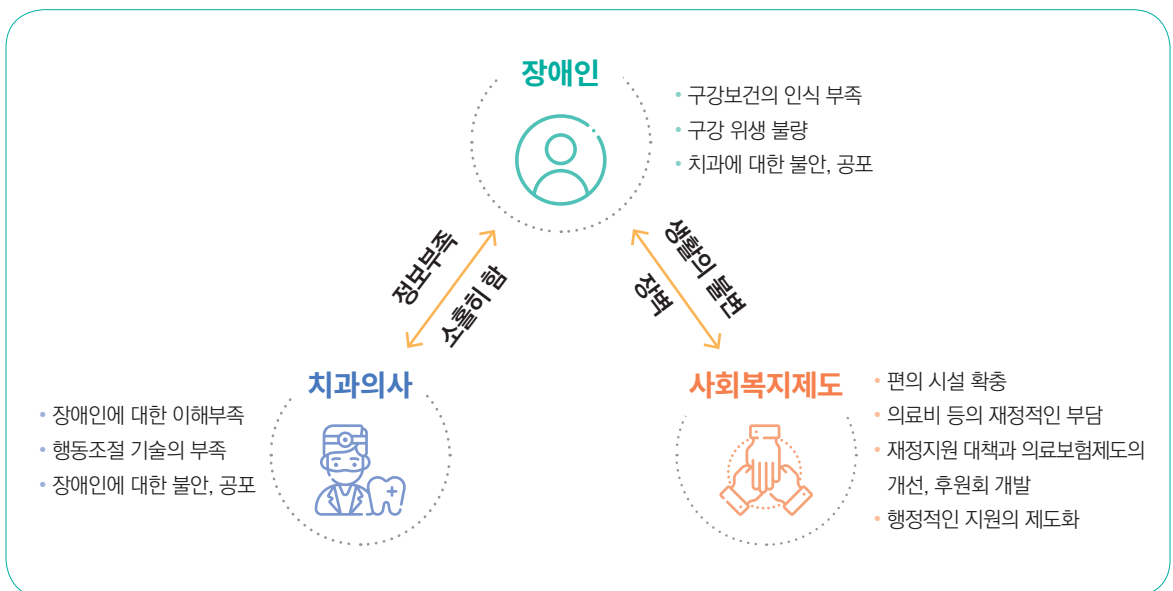 장애인
• 구강보건의 인식 부족
• 구강 위생 불량
• 치과에 대한 불안, 공포
정보부족
소홀히 함
생활의 불변
장벽
치과의사
• 장애인에 대한 이해부족
• 행동조절 기술의 부족
• 장애인에 대한 불안, 공포
사회복지제도
• 편의 시설 확충
• 의료비 등의 재정적인 부담
• 재정지원 대책과 의료보험제도의
개선, 후원회 개발
• 행정적인 지원의 제도화